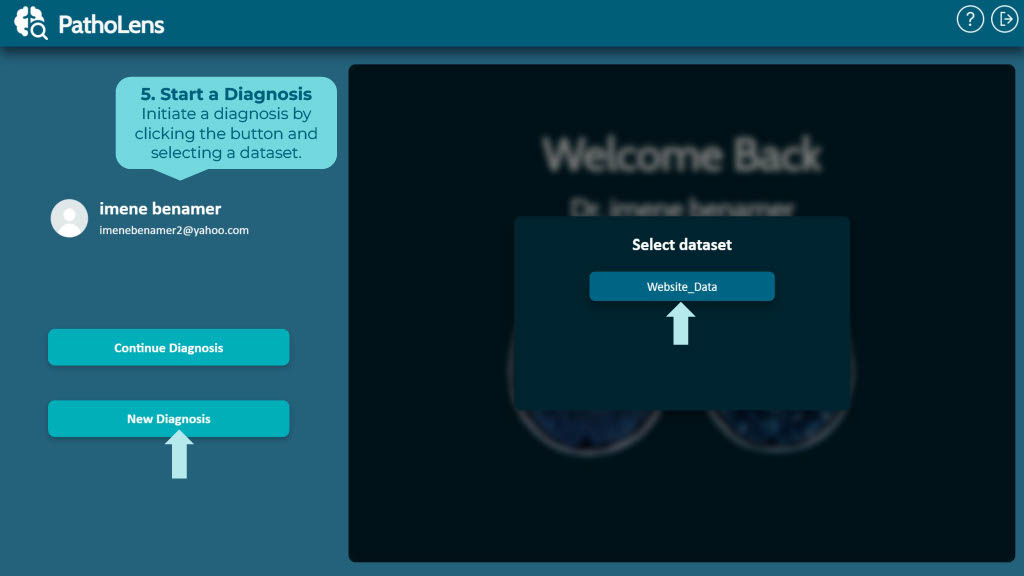 PathoLens
?
5. Start a Diagnosis
Initiate a diagnosis by
clicking the button and
selecting a dataset.
imene benamer
imenebenamer2@yahoo.com
Continue Diagnosis
New Diagnosis
Welcome Back
Dr. imene benamer
Select dataset
Website_Data